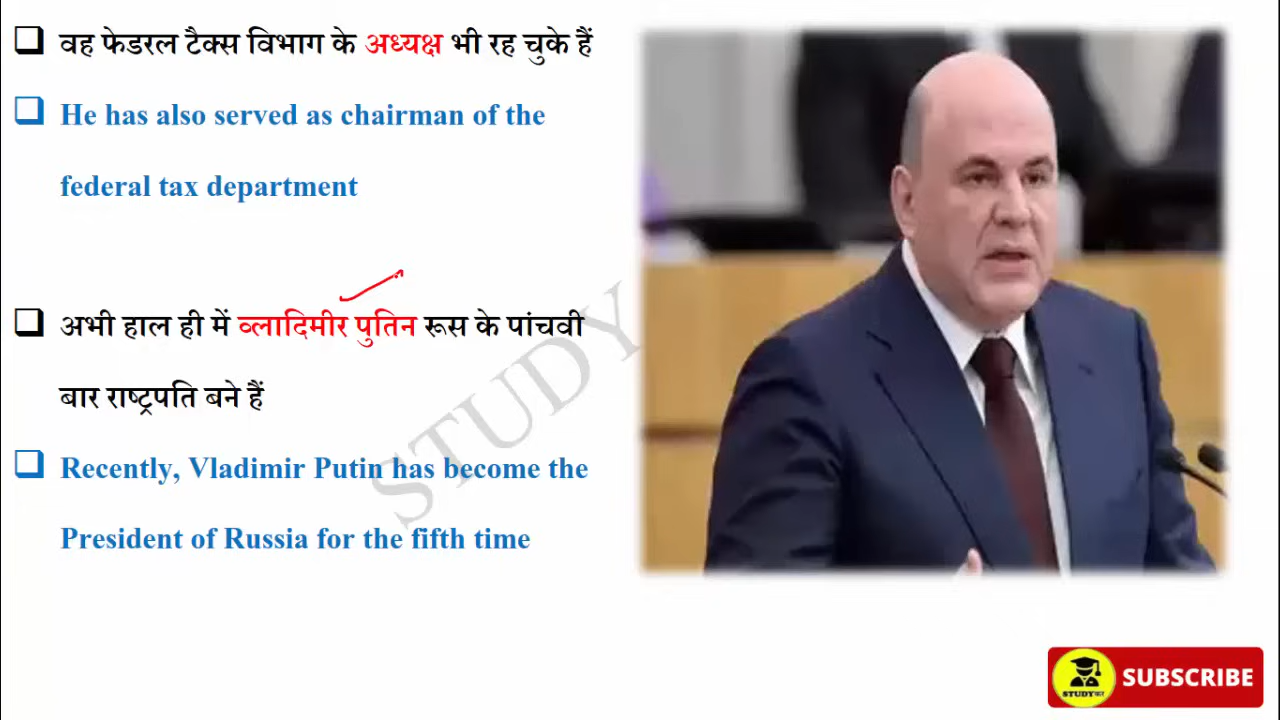 वह फेडरल टैक्स विभाग के अध्यक्ष भी रह चुके हैं
He has also served as chairman of the
federal tax department
अभी हाल ही में व्लादिमीर पुतिन रूस के पांचवी
बार राष्ट्रपति बने हैं
Recently, Vladimir Putin has become the
President of Russia for the fifth time
STUDY
SUBSCRIBE